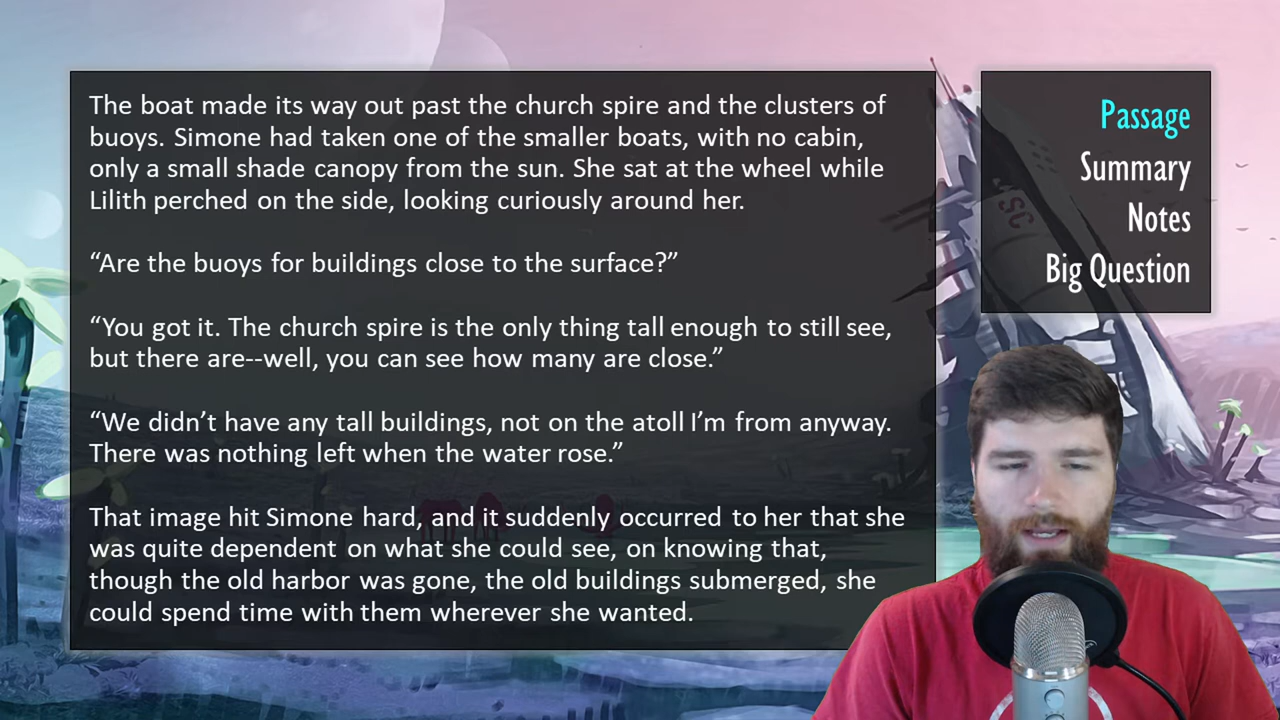 The boat made its way out past the church spire and the clusters of
buoys. Simone had taken one of the smaller boats, with no cabin,
only a small shade canopy from the sun. She sat at the wheel while
Lilith perched on the side, looking curiously around her.
“Are the buoys for buildings close to the surface?”
“You got it. The church spire is the only thing tall enough to still see,
but there are--well, you can see how many are close.”
“We didn’t have any tall buildings, not on the atoll I’m from anyway.
There was nothing left when the water rose.”
That image hit Simone hard, and it suddenly occurred to her that she
was quite dependent on what she could see, on knowing that,
though the old harbor was gone, the old buildings submerged, she
could spend time with them wherever she wanted.
Passage
Summary
Notes
Big Question